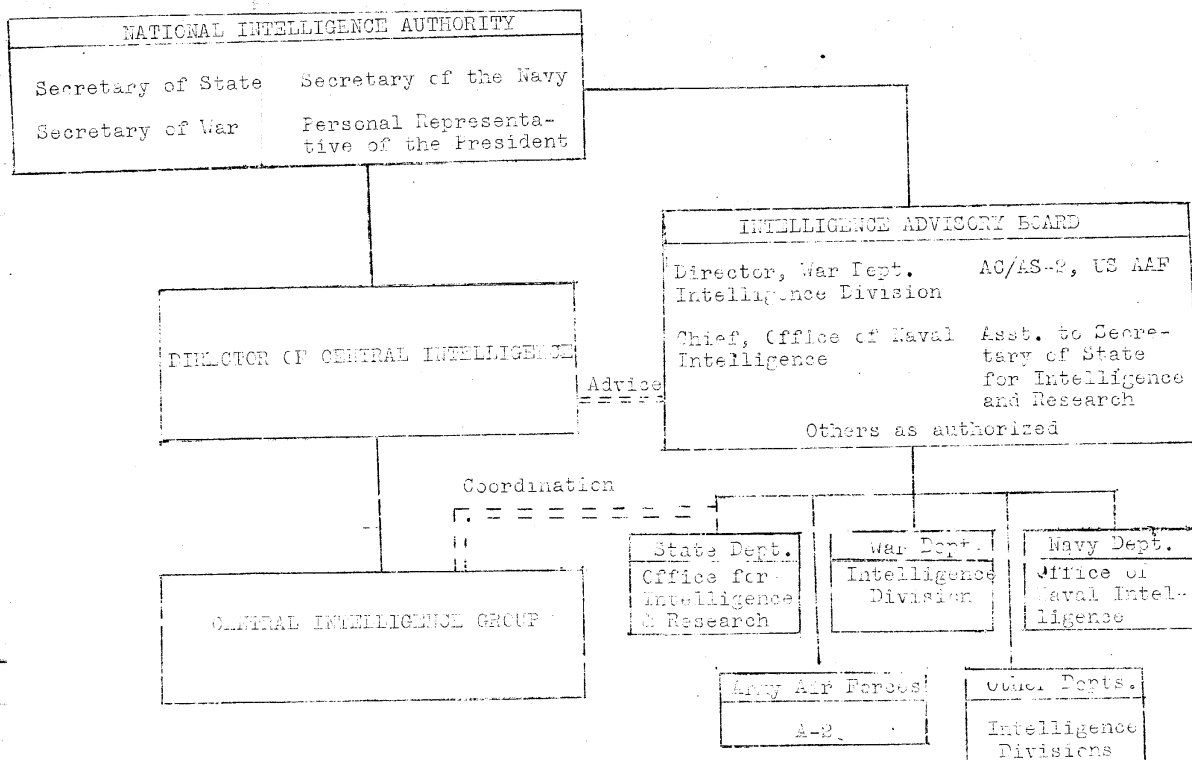 NATIONAL INTELLIGENCE AUTHORITY
Secretary of State
Secretary of the Navy
Secretary of War
Personal Representa-
tive of the President
INTELLIGENCE ADVISORY BOARD
Director, War Dept.
Intelligence Division
AC/AS-2, US AAF
Chief, Office of Naval
Intelligence
Asst. to Secre-
tary of State
for Intelligence
and Research
Others as authorized
DIRECTOR OF CENTRAL INTELLIGENCE
Advice
Coordination
CENTRAL INTELLIGENCE GROUP
State Dept.
Office for
Intelligence
& Research
War Dept.
Intelligence
Division
Navy Dept.
Office of
Naval Intel-
ligence
Army Air Forces
A-2
Other Depts.
Intelligence
Divisions